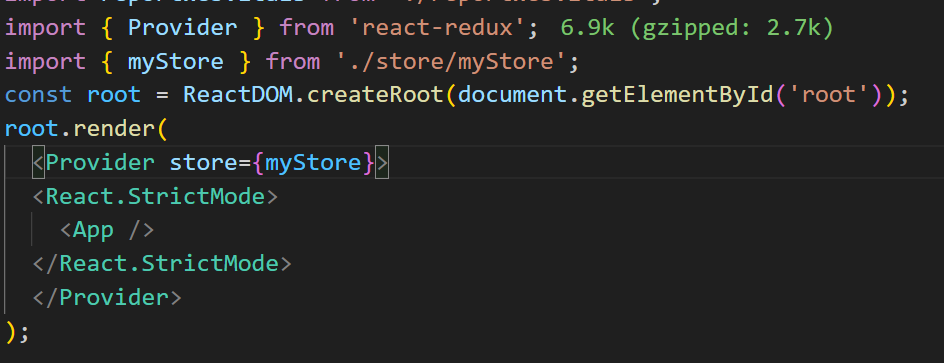 import { Provider } from 'react-redux'; 6.9k (gzipped: 2.7k)
import { myStore } from './store/myStore';
const root = ReactDOM.createRoot(document.getElementById('root'));
root.render(
  <Provider store={myStore}>
  <React.StrictMode>
    <App />
  </React.StrictMode>
  </Provider>
);